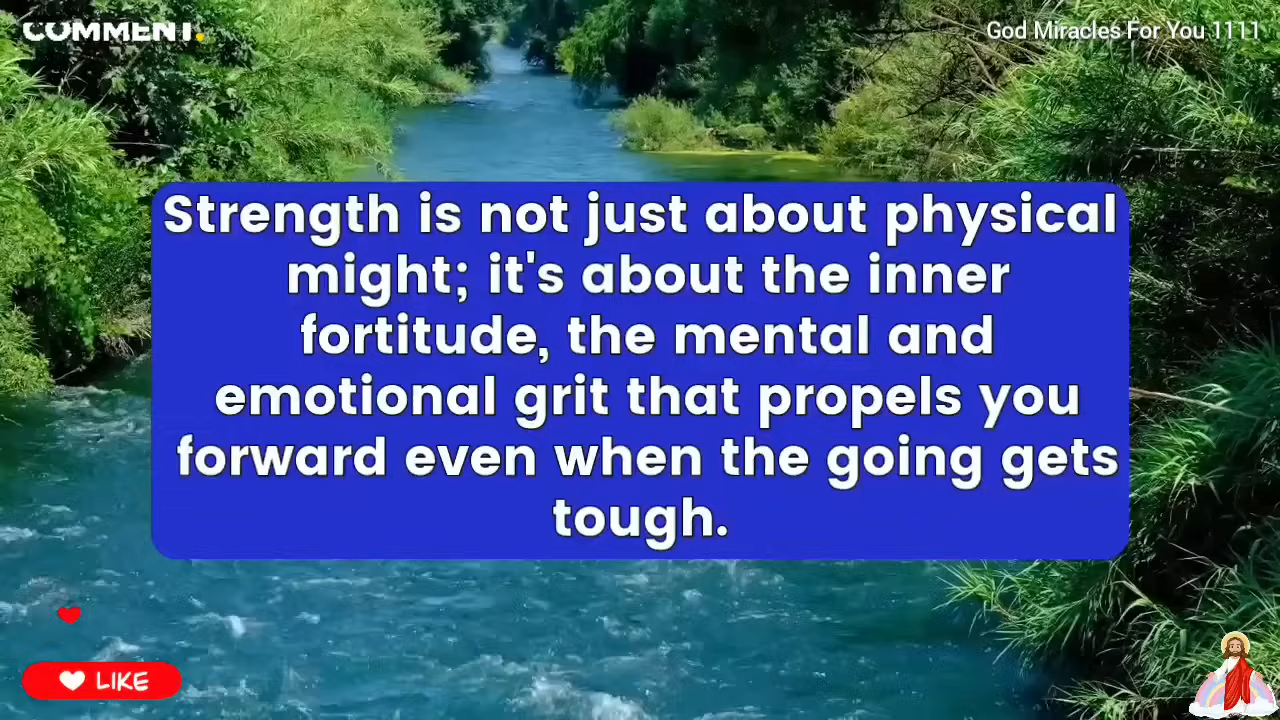 COMMENT.
God Miracles For You 1111
Strength is not just about physical
might; it's about the inner
fortitude, the mental and
emotional grit that propels you
forward even when the going gets
tough.
LIKE